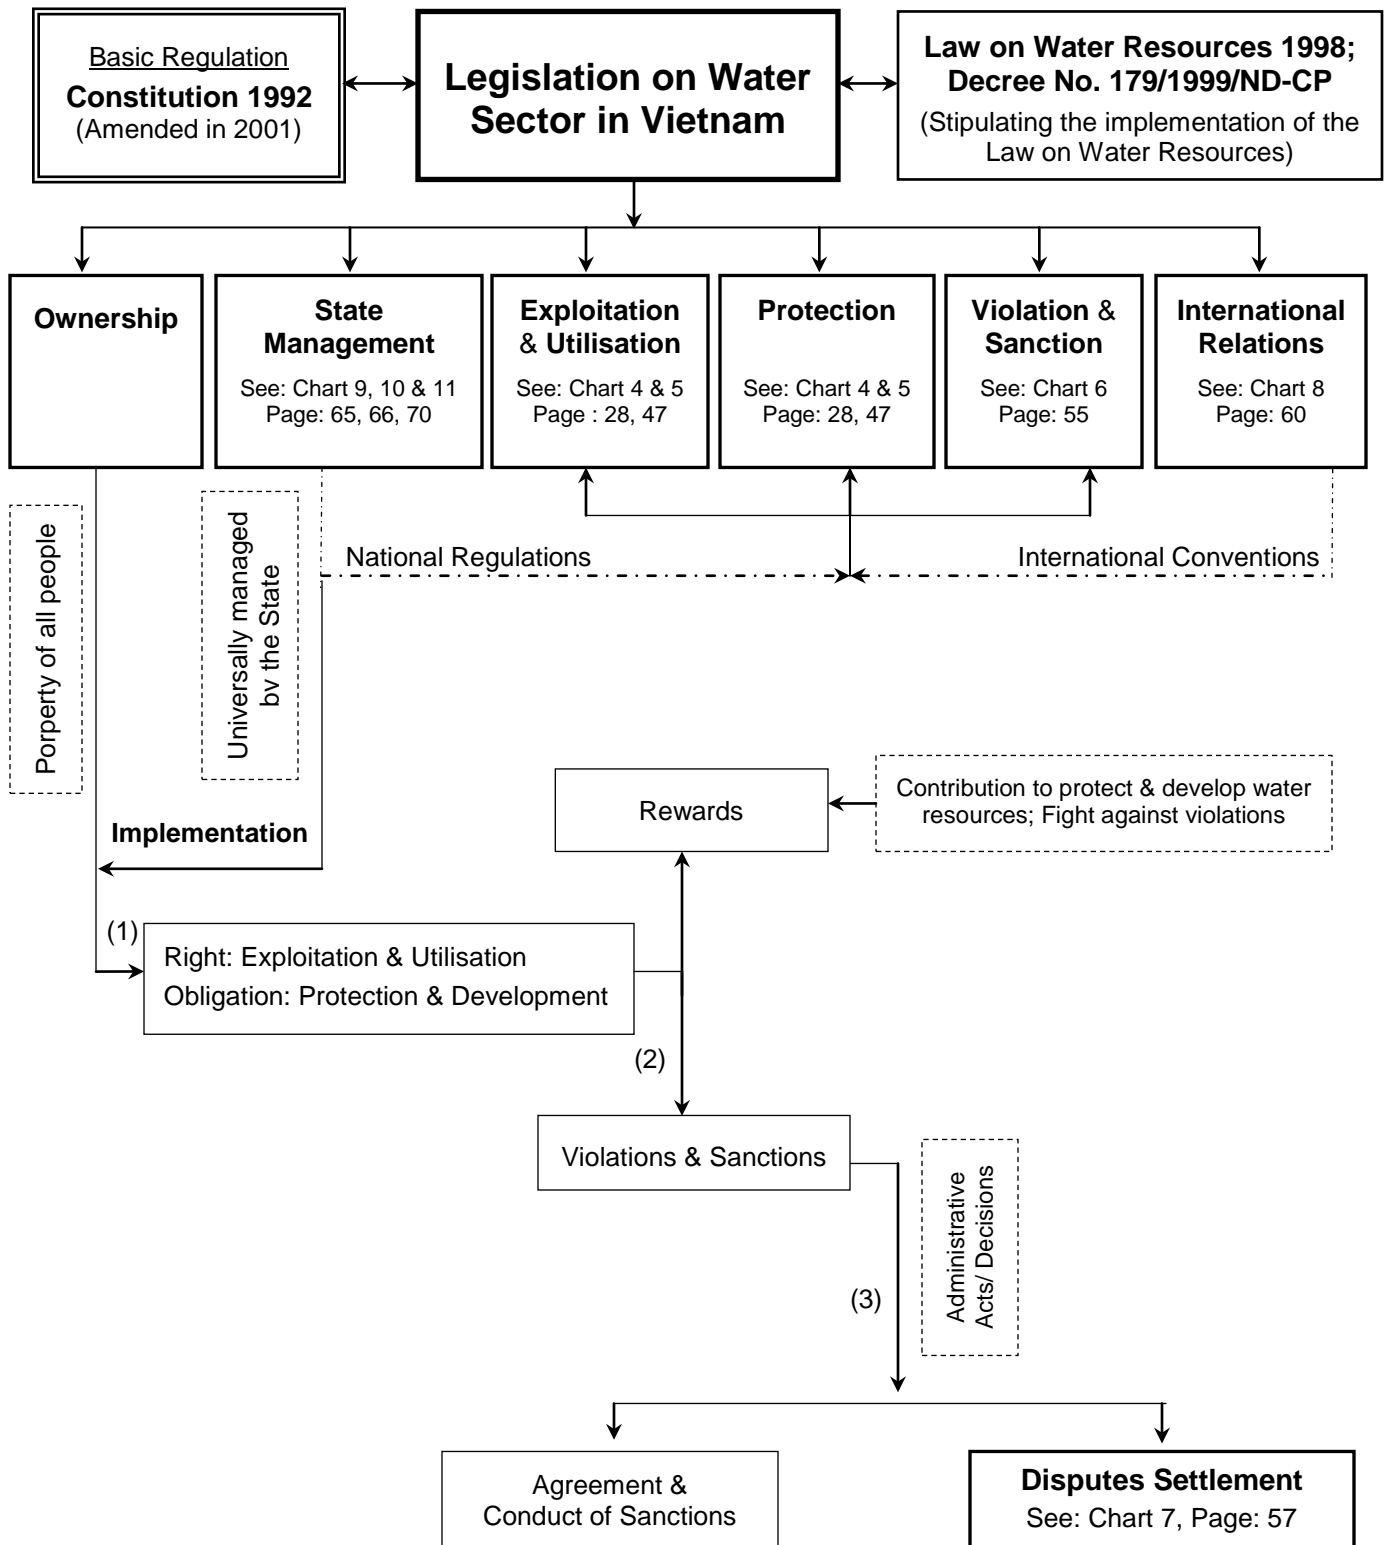 Basic Regulation
Constitution 1992
(Amended in 2001)
Legislation on Water
Sector in Vietnam
Law on Water Resources 1998;
Decree No. 179/1999/ND-CP
(Stipulating the implementation of the
Law on Water Resources)
Ownership
State
Management
See: Chart 9, 10 & 11
Page: 65, 66, 70
Exploitation
& Utilisation
See: Chart 4 & 5
Page : 28, 47
Protection
See: Chart 4 & 5
Page: 28, 47
Violation &
Sanction
See: Chart 6
Page: 55
International
Relations
See: Chart 8
Page: 60
Porperty of all people
Universally managed
by the State
National Regulations
International Conventions
Implementation
Rewards
Contribution to protect & develop water
resources; Fight against violations
(1)
Right: Exploitation & Utilisation
Obligation: Protection & Development
(2)
Violations & Sanctions
Administrative
Acts/ Decisions
(3)
Agreement &
Conduct of Sanctions
Disputes Settlement
See: Chart 7, Page: 57